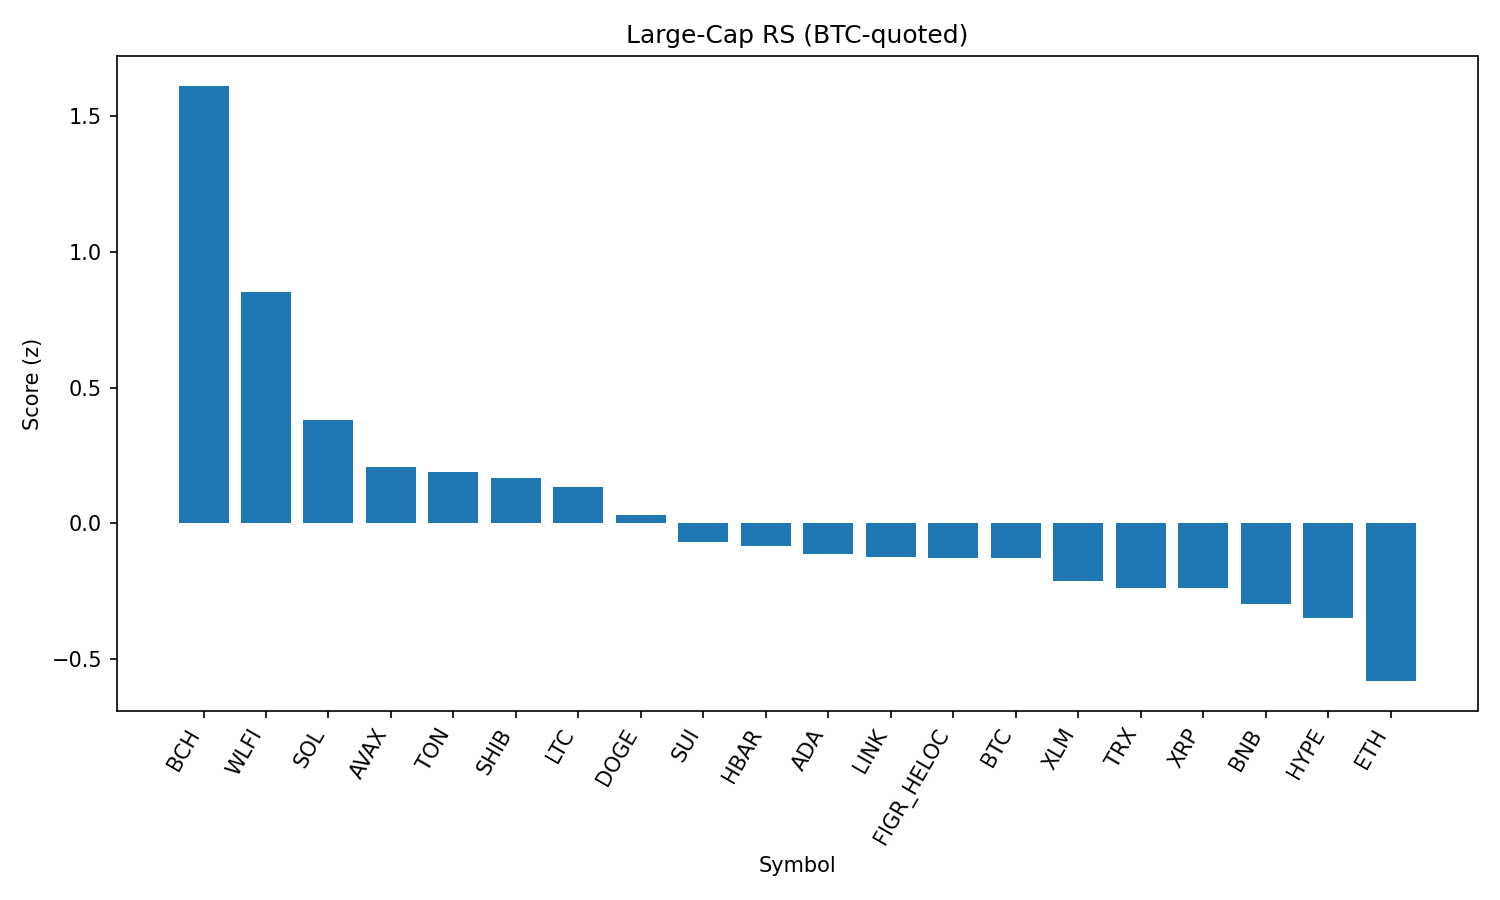 Large-Cap RS (BTC-quoted)
Score (z)
1.5
1.0
0.5
0.0
−0.5
BCH
WLFI
SOL
AVAX
TON
SHIB
LTC
DOGE
SUI
HBAR
ADA
LINK
FIGR_HELOC
BTC
XLM
TRX
XRP
BNB
HYPE
ETH
Symbol